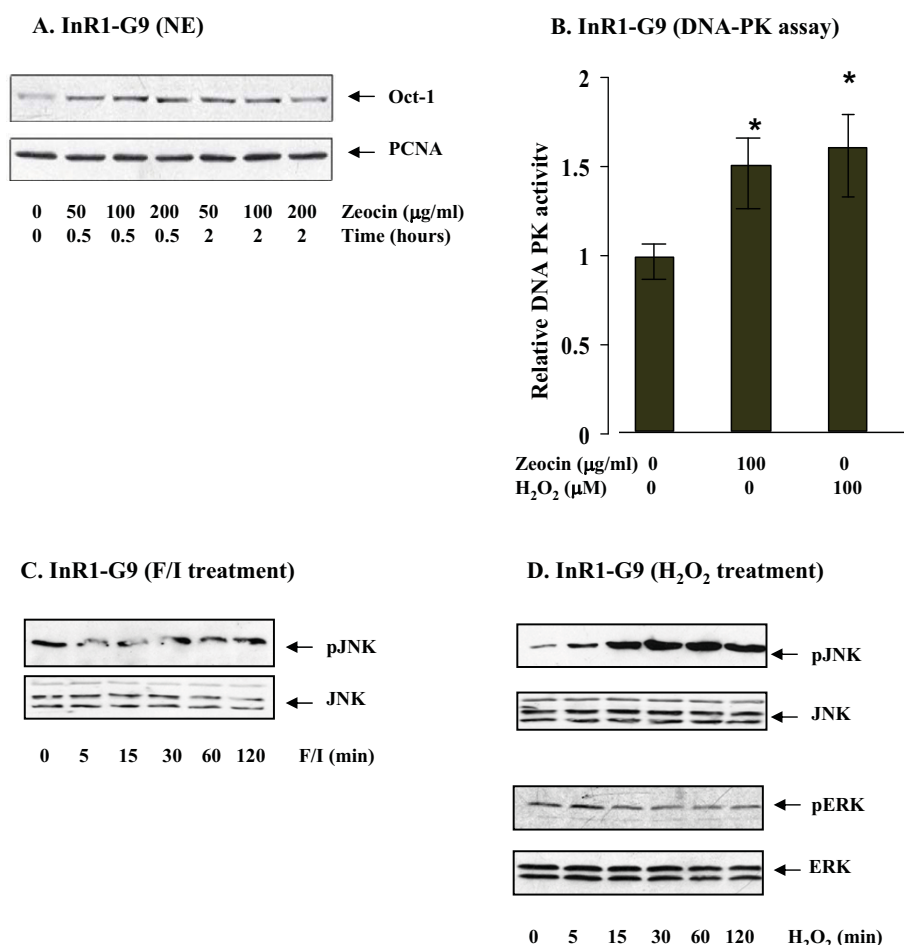 A. InR1-G9 (NE)
Oct-1
PCNA
0 50 100 200 50 100 200 Zeocin (μg/ml)
0 0.5 0.5 0.5 2 2 2 Time (hours)
B. InR1-G9 (DNA-PK assay)
Relative DNA PK activity
2
1.5
1
0.5
0
*
*
Zeocin (μg/ml) 0 100 0
H₂O₂ (μM) 0 0 100
C. InR1-G9 (F/I treatment)
pJNK
JNK
0 5 15 30 60 120 F/I (min)
D. InR1-G9 (H₂O₂ treatment)
pJNK
JNK
pERK
ERK
0 5 15 30 60 120 H₂O₂ (min)